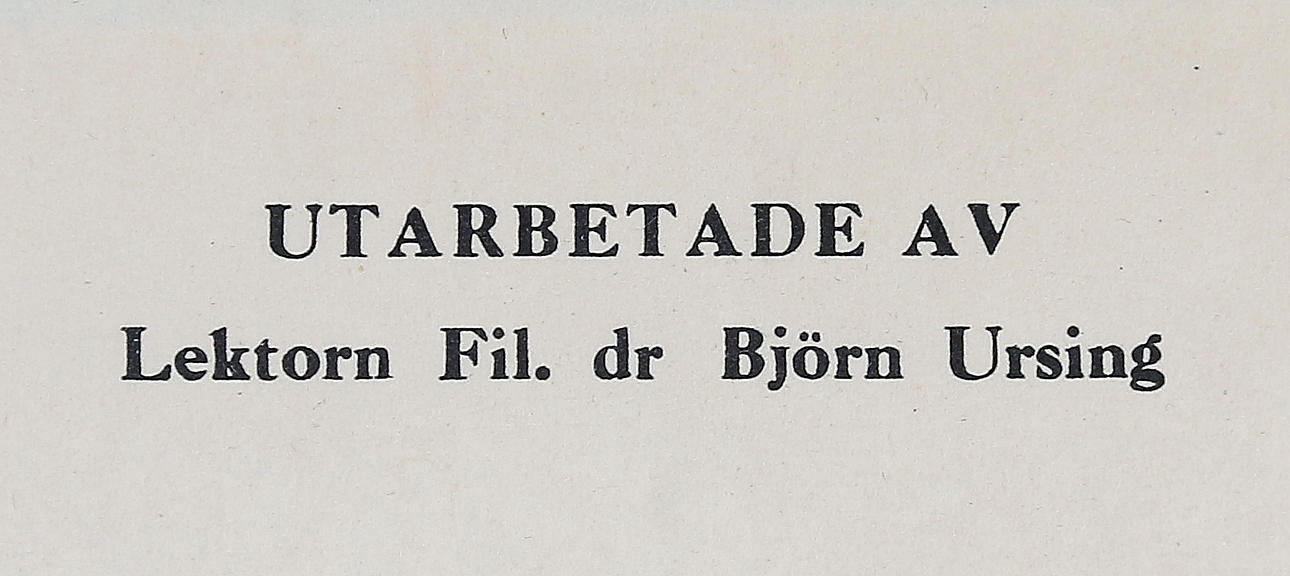 UTARBETADE AV
Lektorn Fil. dr Björn Ursing